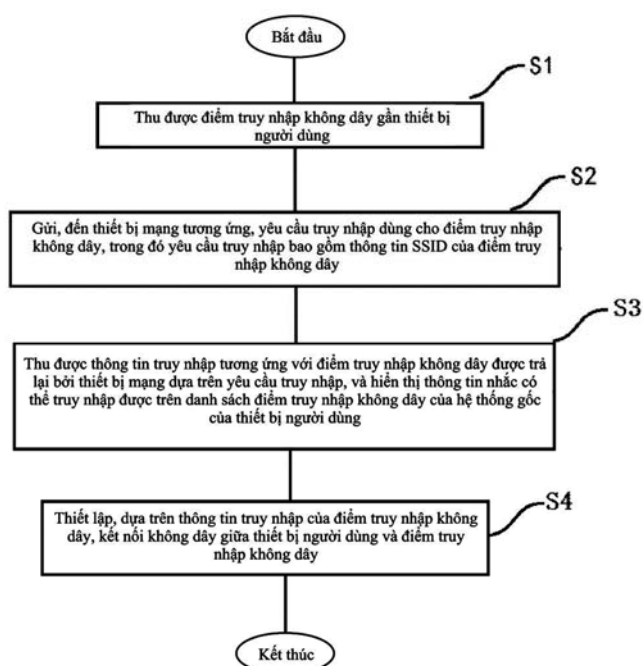 Bắt đầu
S1
Thu được điểm truy nhập không dây gần thiết bị
người dùng
S2
Gửi, đến thiết bị mạng tương ứng, yêu cầu truy nhập dùng cho điểm truy nhập
không dây, trong đó yêu cầu truy nhập bao gồm thông tin SSID của điểm truy
nhập không dây
S3
Thu được thông tin truy nhập tương ứng với điểm truy nhập không dây được trả
lại bởi thiết bị mạng dựa trên yêu cầu truy nhập, và hiển thị thông tin nhắc có
thể truy nhập được trên danh sách điểm truy nhập không dây của hệ thống gốc
của thiết bị người dùng
S4
Thiết lập, dựa trên thông tin truy nhập của điểm truy nhập không
dây, kết nối không dây giữa thiết bị người dùng và điểm truy
nhập không dây
Kết thúc